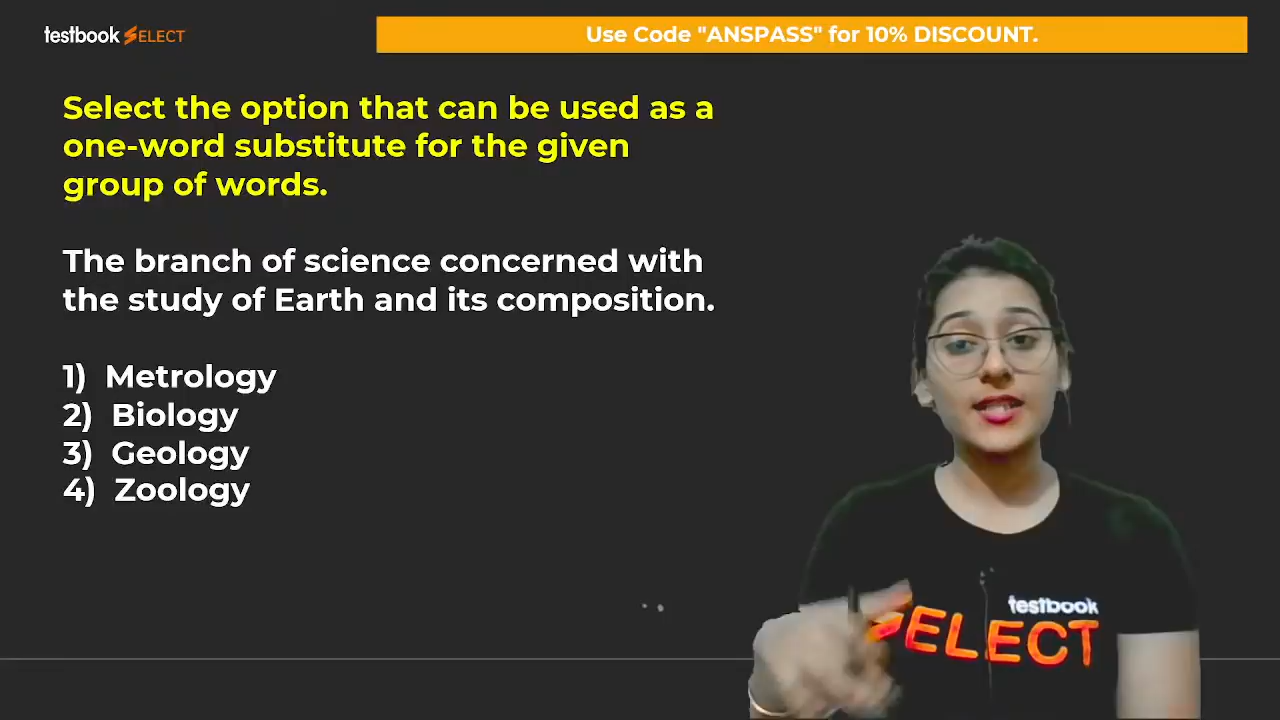 testbook SELECT
Use Code "ANSPASS" for 10% DISCOUNT.
Select the option that can be used as a
one-word substitute for the given
group of words.
The branch of science concerned with
the study of Earth and its composition.
1) Metrology
2) Biology
3) Geology
4) Zoology
testbook
SELECT